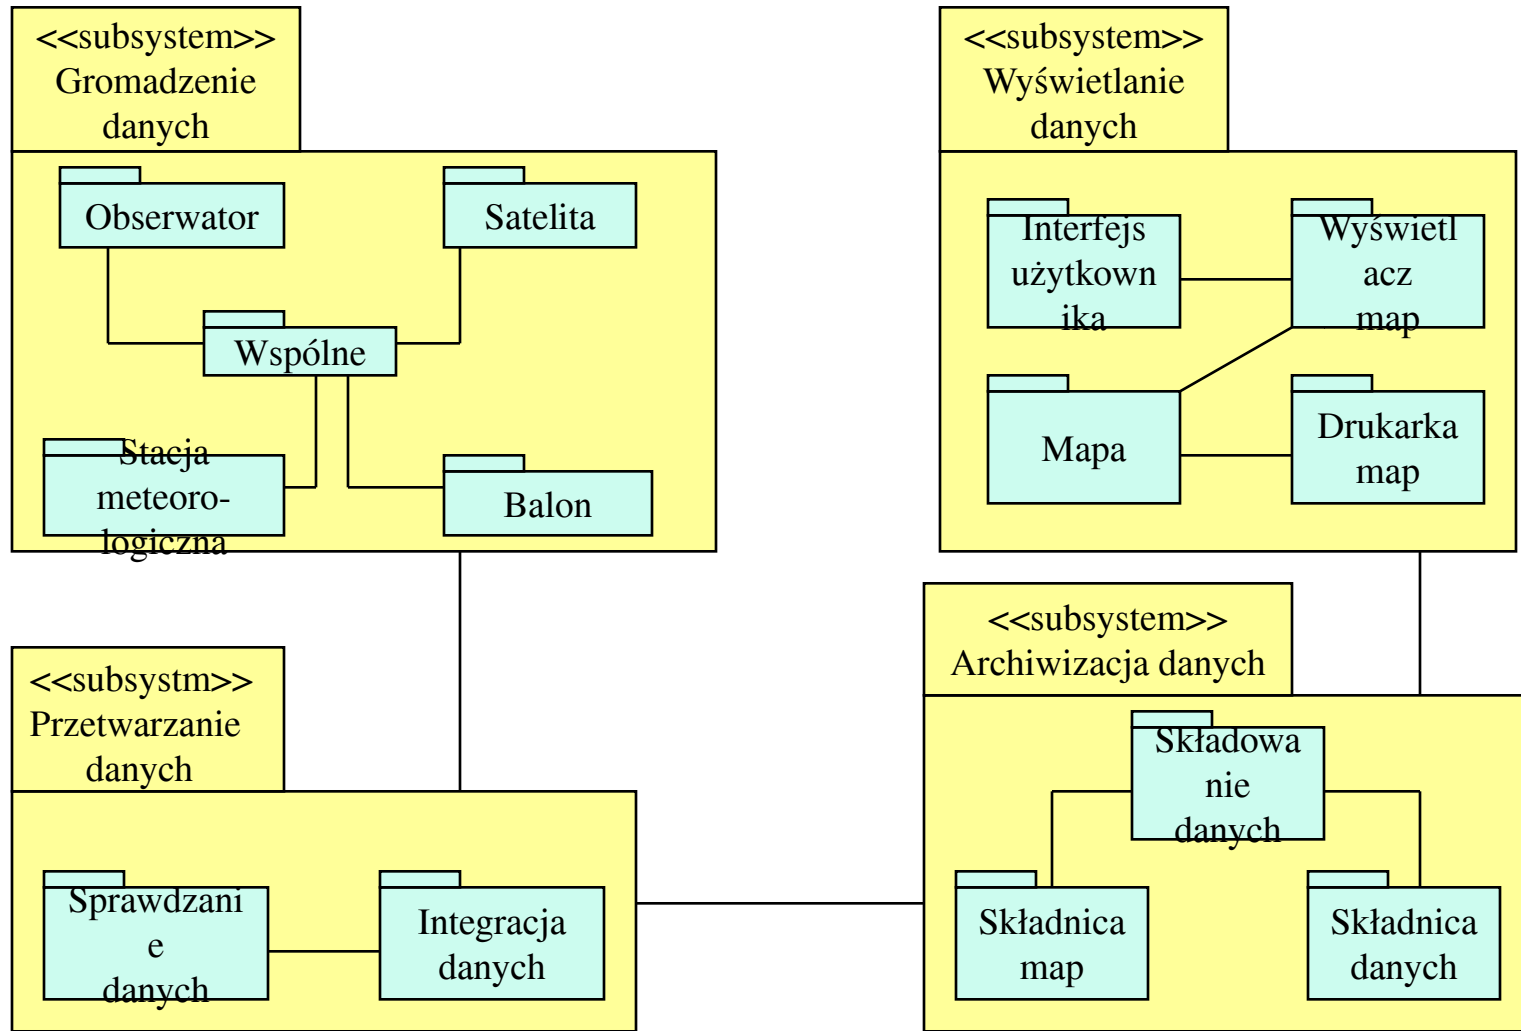 <<subsystem>>
Gromadzenie
danych
Obserwator
Satelita
Wspólne
Stacja
meteoro-
logiczna
Balon
<<subsystem>>
Wyświetlanie
danych
Interfejs
użytkown
ika
Wyświetl
acz
map
Mapa
Drukarka
map
<<subsystm>>
Przetwarzanie
danych
Sprawdzani
e
danych
Integracja
danych
<<subsystem>>
Archiwizacja danych
Składowa
nie
danych
Składnica
map
Składnica
danych